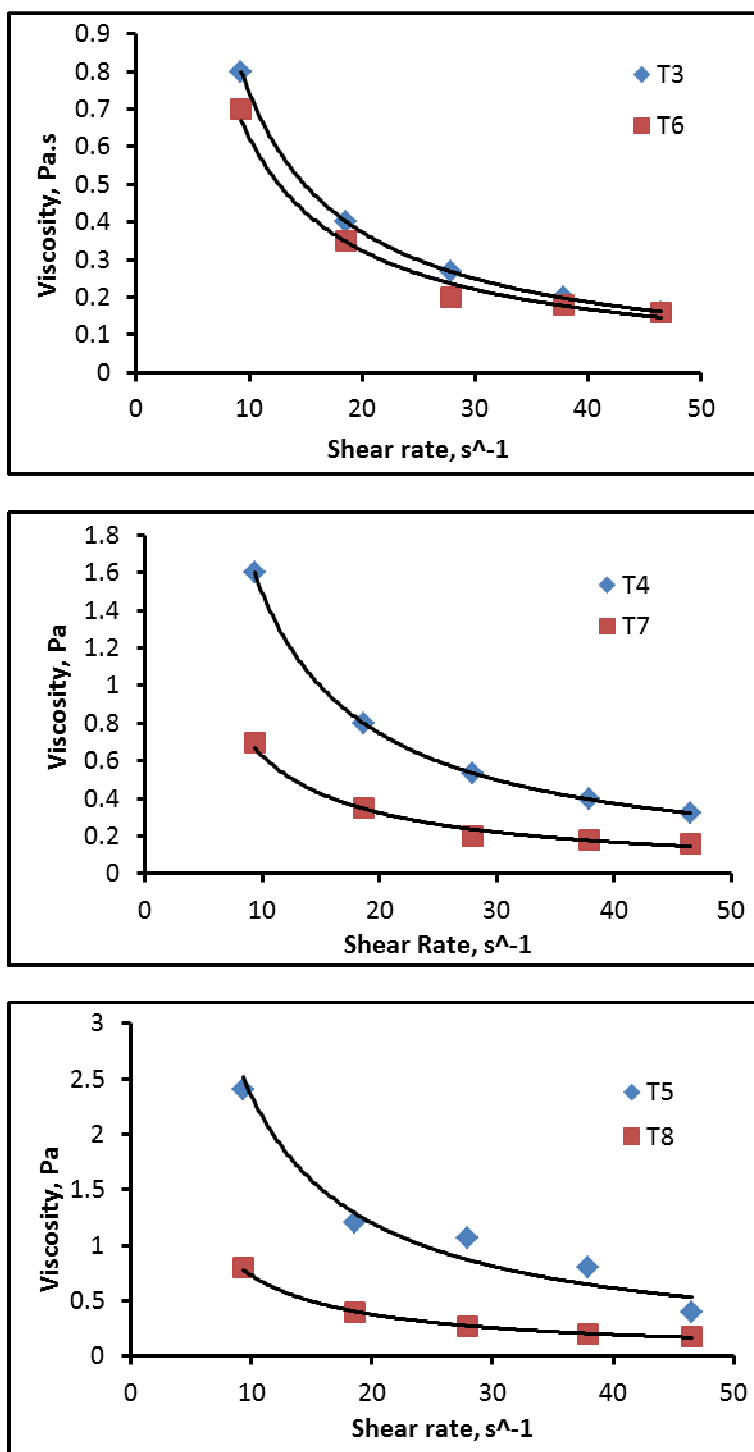 0.9
0.8
0.7
0.6
0.5
0.4
0.3
0.2
0.1
0
Viscosity, Pa.s
T3
T6
0 10 20 30 40 50
Shear rate, s^-1
1.8
1.6
1.4
1.2
1
0.8
0.6
0.4
0.2
0
Viscosity, Pa
T4
T7
0 10 20 30 40 50
Shear Rate, s^-1
3
2.5
2
1.5
1
0.5
0
Viscosity, Pa
T5
T8
0 10 20 30 40 50
Shear rate, s^-1